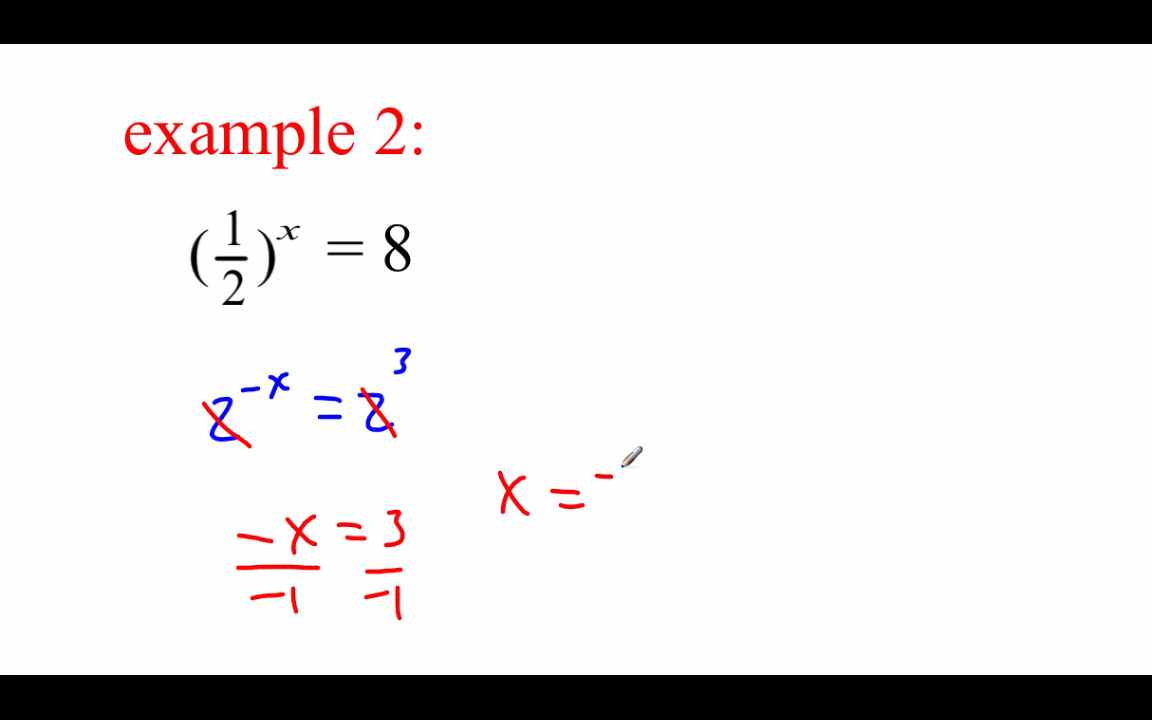 example 2:
(1/2)^x = 8
2^-x = 2^3
-x = 3
x = -
-1 -1